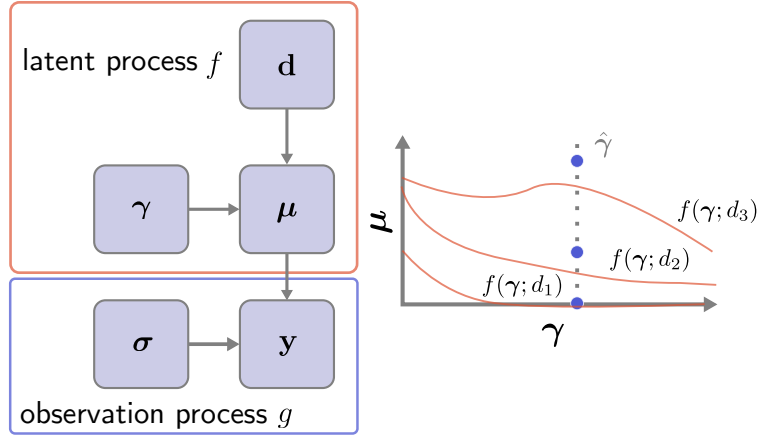 latent process f
d
γ
μ
σ
y
observation process g
γ̂
μ
f(γ; d₃)
f(γ; d₂)
f(γ; d₁)
γ